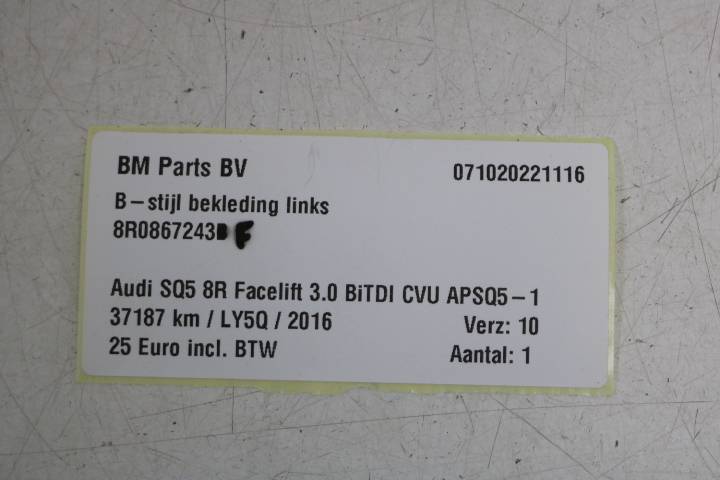 BM Parts BV 071020221116
B-stijl bekleding links
8R0867243 F
Audi SQ5 8R Facelift 3.0 BiTDI CVU APSQ5-1
37187 km / LY5Q / 2016 Verz: 10
25 Euro incl. BTW Aantal: 1